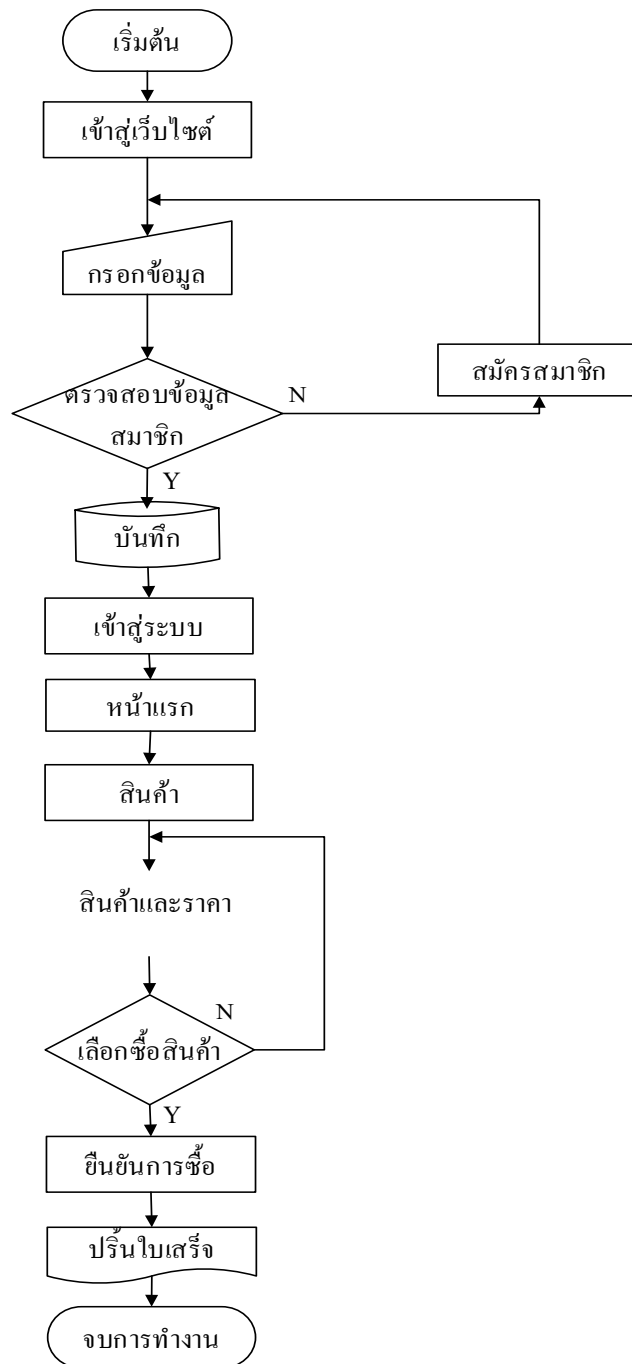 เริ่มต้น
เข้าสู่เว็บไซต์
กรอกข้อมูล
สมัครสมาชิก
ตรวจสอบข้อมูล
สมาชิก
N
Y
บันทึก
เข้าสู่ระบบ
หน้าแรก
สินค้า
สินค้าและราคา
N
เลือกซื้อสินค้า
Y
ยืนยันการซื้อ
ปริ้นใบเสร็จ
จบการทำงาน